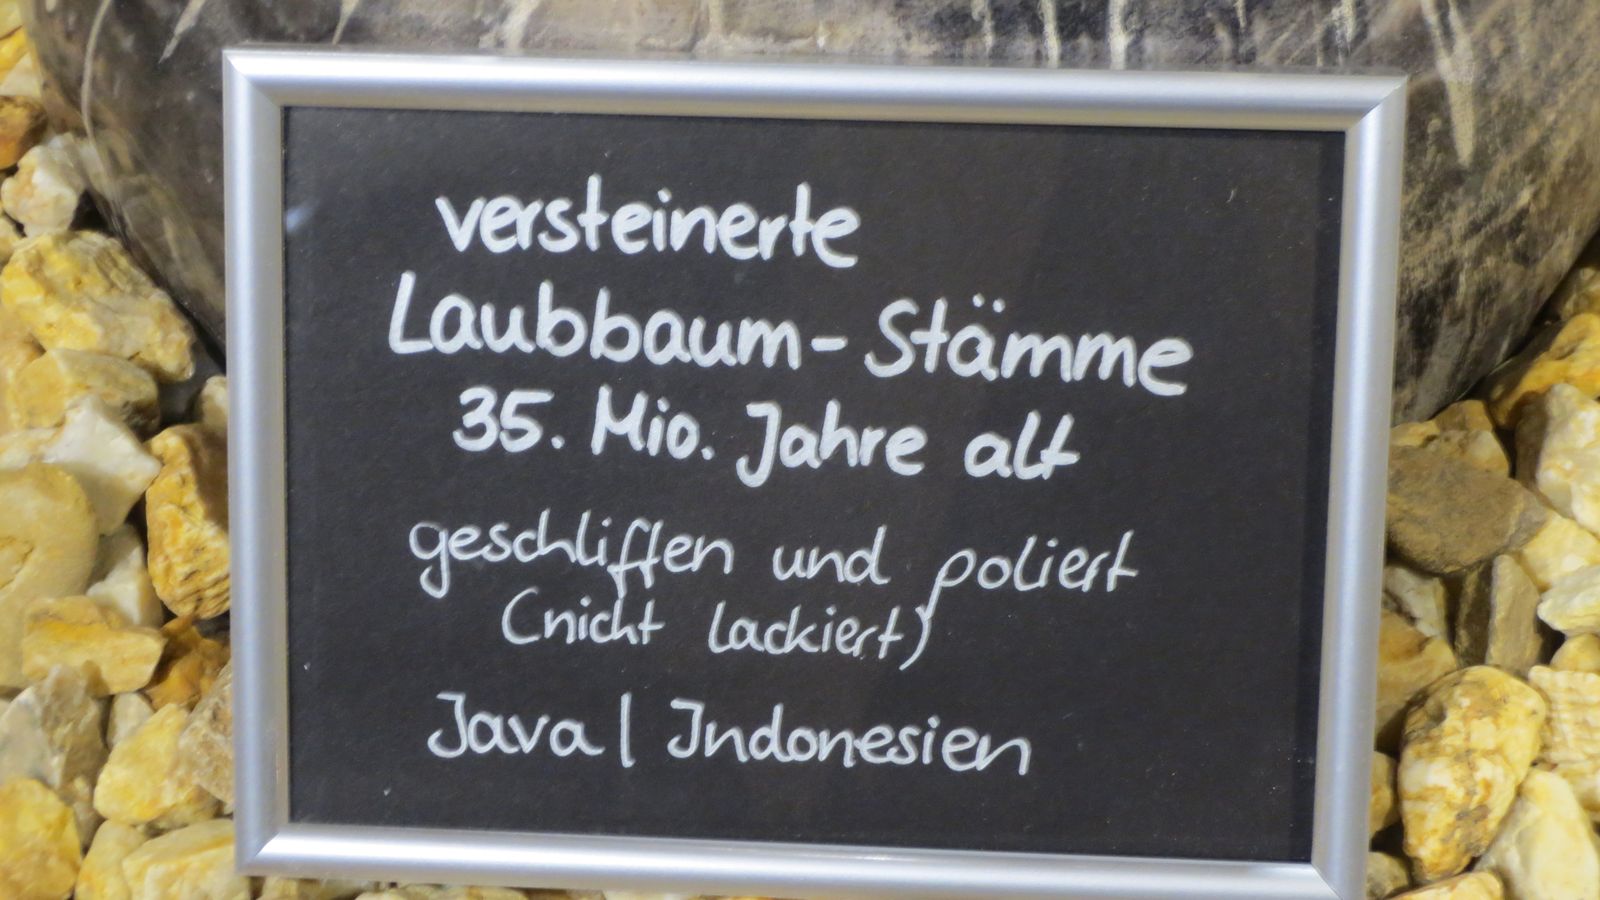 versteinerte
Laubbaum-Stämme
35. Mio. Jahre alt
geschliffen und poliert
(nicht lackiert)
Java | Indonesien